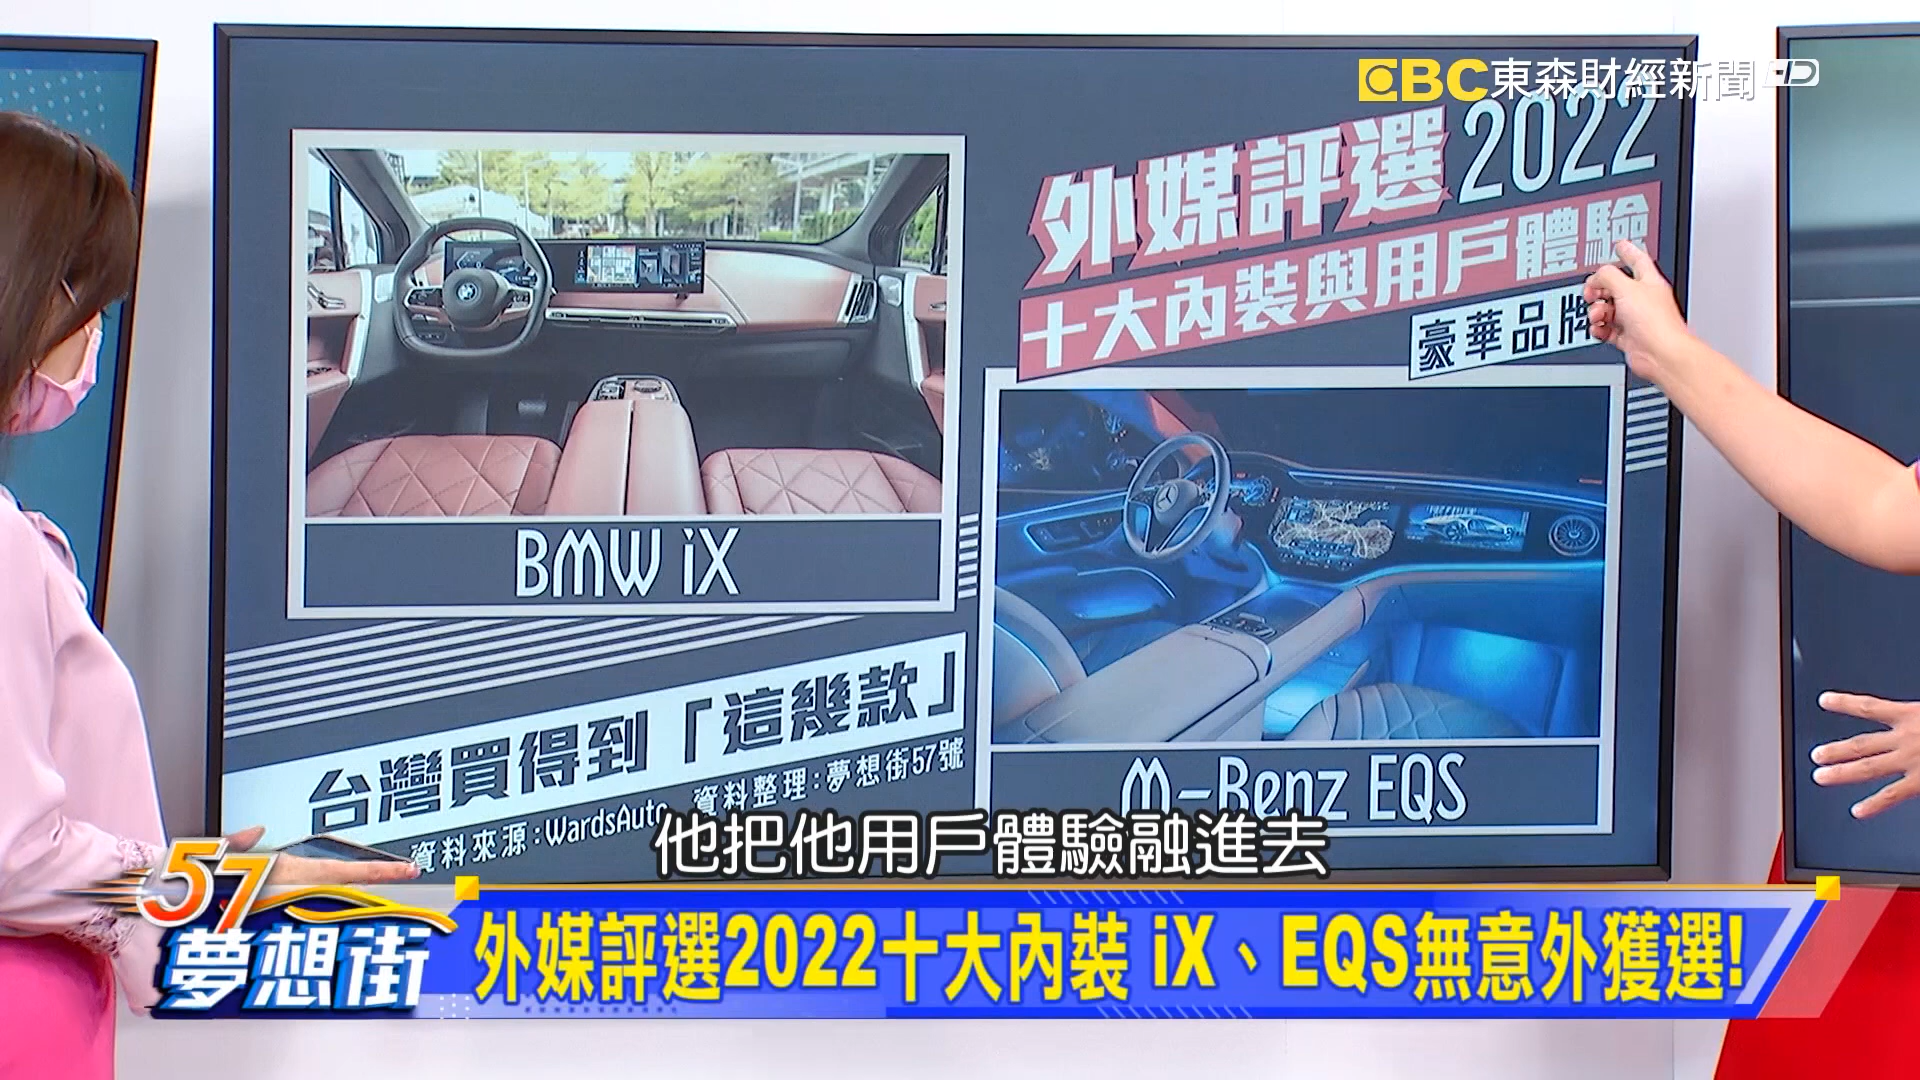 EBC東森財經新聞HD
外媒評選2022
十大內裝與用戶體驗
豪華品牌
BMW iX
M-Benz EQS
台灣買得到「這幾款」
資料來源:WardsAuto 資料整理:夢想街57號
他把他用戶體驗融進去
57夢想街
外媒評選2022十大內裝 iX、EQS無意外獲選!